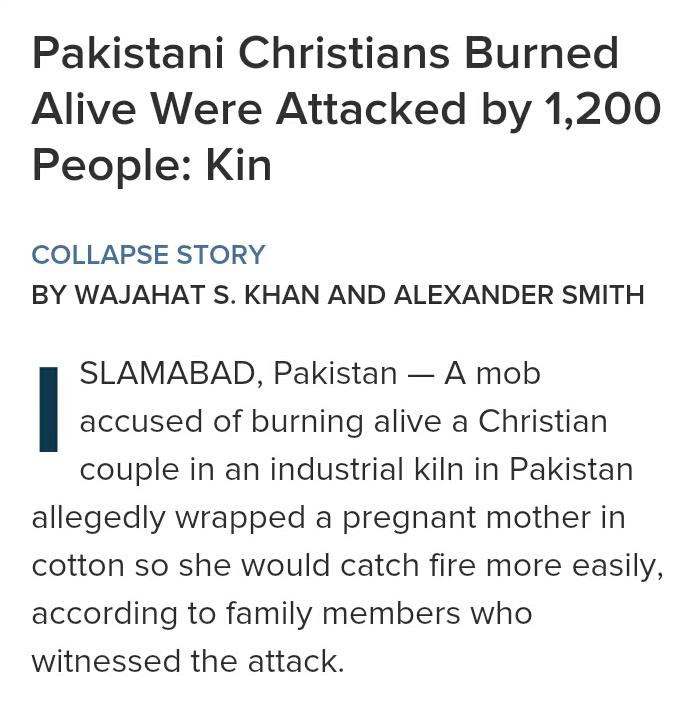 Pakistani Christians Burned
Alive Were Attacked by 1,200
People: Kin
COLLAPSE STORY
BY WAJAHAT S. KHAN AND ALEXANDER SMITH
ISLAMABAD, Pakistan — A mob
accused of burning alive a Christian
couple in an industrial kiln in Pakistan
allegedly wrapped a pregnant mother in
cotton so she would catch fire more easily,
according to family members who
witnessed the attack.